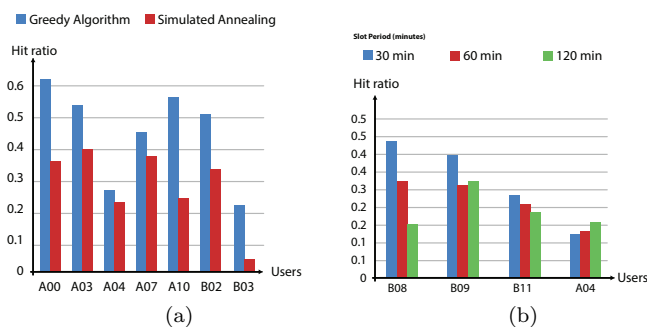 Greedy Algorithm
Simulated Annealing
Hit ratio
0.6
0.5
0.4
0.3
0.2
0.1
0
A00 A03 A04 A07 A10 B02 B03
Users
(a)
Slot Period (minutes)
30 min
60 min
120 min
Hit ratio
0.5
0.5
0.4
0.4
0.3
0.3
0.2
0.2
0.1
0
B08 B09 B11 A04
Users
(b)